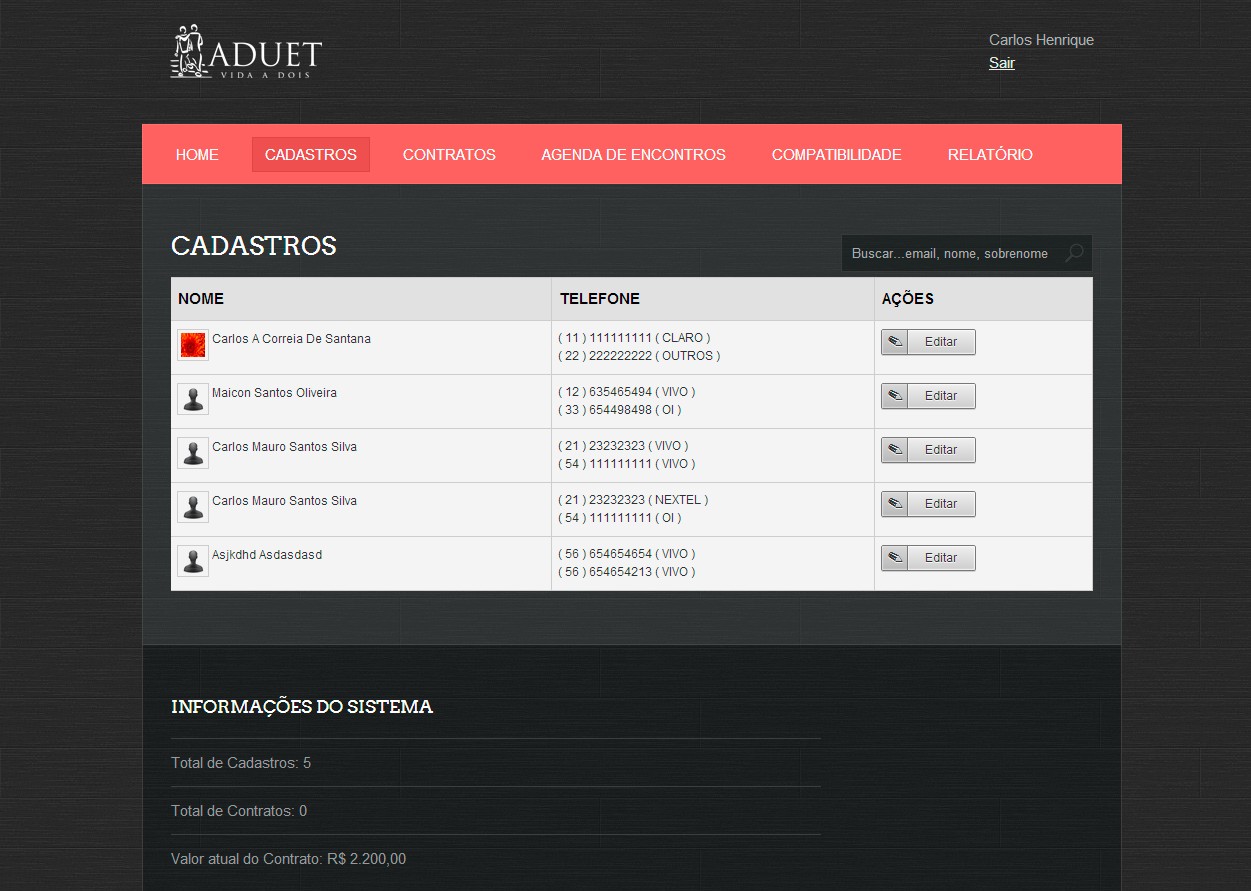 ADUET
VIDA A DOIS
Carlos Henrique
Sair
HOME CADASTROS CONTRATOS AGENDA DE ENCONTROS COMPATIBILIDADE RELATÓRIO
CADASTROS
Buscar...email, nome, sobrenome
NOME TELEFONE AÇÕES
Carlos A Correia De Santana ( 11 ) 111111111 ( CLARO ) Editar
( 22 ) 222222222 ( OUTROS )
Maicon Santos Oliveira ( 12 ) 635465494 ( VIVO ) Editar
( 33 ) 654498498 ( OI )
Carlos Mauro Santos Silva ( 21 ) 23232323 ( VIVO ) Editar
( 54 ) 111111111 ( VIVO )
Carlos Mauro Santos Silva ( 21 ) 23232323 ( NEXTEL ) Editar
( 54 ) 111111111 ( OI )
Asjkdhd Asdasdasd ( 56 ) 654654654 ( VIVO ) Editar
( 56 ) 654654213 ( VIVO )
INFORMAÇÕES DO SISTEMA
Total de Cadastros: 5
Total de Contratos: 0
Valor atual do Contrato: R$ 2.200,00